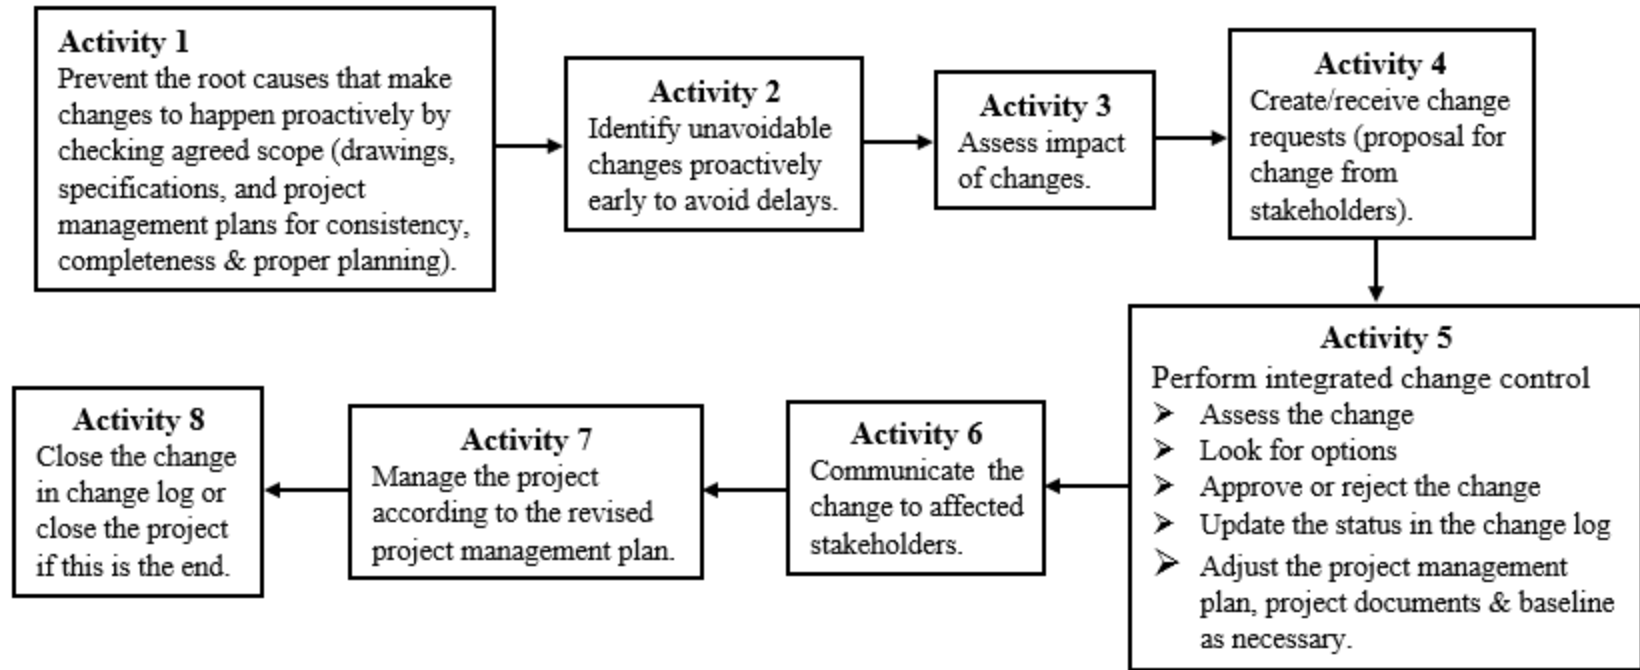 Activity 1
Prevent the root causes that make
changes to happen proactively by
checking agreed scope (drawings,
specifications, and project
management plans for consistency,
completeness & proper planning).
Activity 2
Identify unavoidable
changes proactively
early to avoid delays.
Activity 3
Assess impact
of changes.
Activity 4
Create/receive change
requests (proposal for
change from
stakeholders).
Activity 5
Perform integrated change control
➢ Assess the change
➢ Look for options
➢ Approve or reject the change
➢ Update the status in the change log
➢ Adjust the project management
plan, project documents & baseline
as necessary.
Activity 6
Communicate the
change to affected
stakeholders.
Activity 7
Manage the project
according to the revised
project management plan.
Activity 8
Close the change
in change log or
close the project
if this is the end.